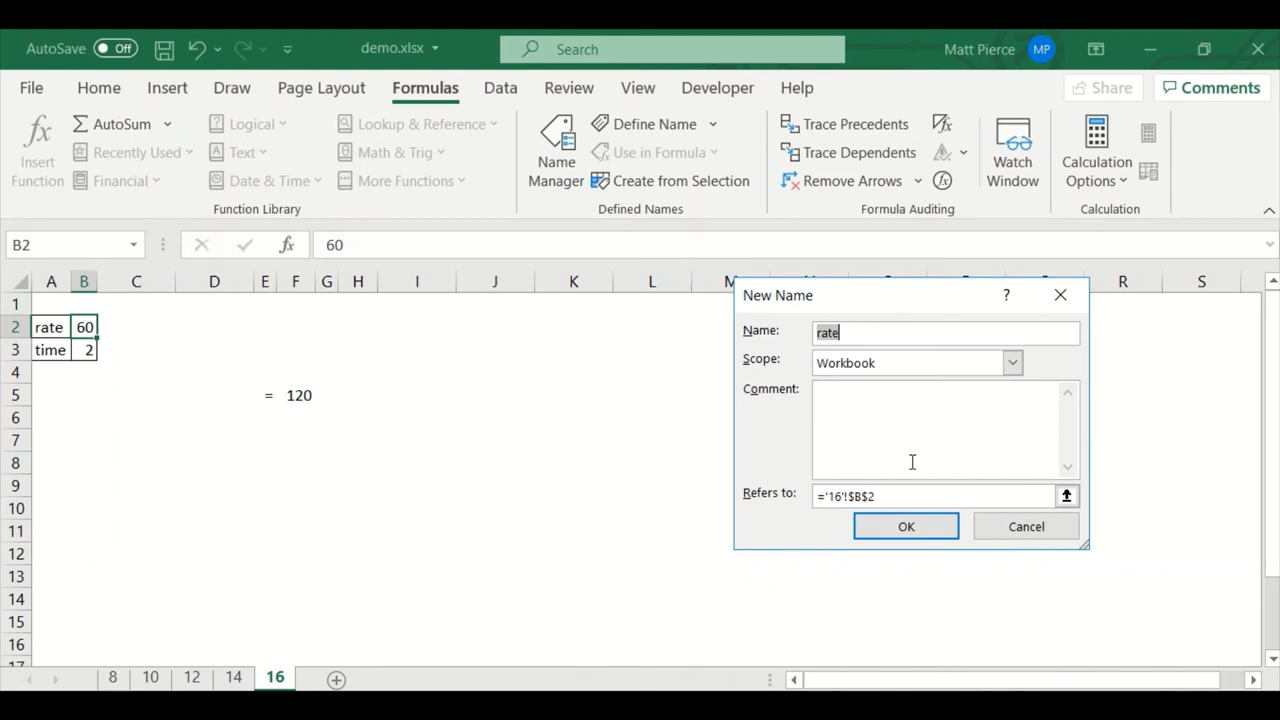 AutoSave Off demo.xlsx Search Matt Pierce MP
File Home Insert Draw Page Layout Formulas Data Review View Developer Help Share Comments
fx Insert Function
AutoSum
Recently Used
Financial
Logical
Text
Date & Time
Lookup & Reference
Math & Trig
More Functions
Function Library
Name Manager
Define Name
Use in Formula
Create from Selection
Defined Names
Trace Precedents
Trace Dependents
Remove Arrows
Formula Auditing
Watch Window
Calculation Options
Calculation
B2 fx 60
A B C D E F G H I J K L M R S
1
2 rate 60
3 time 2
4
5 = 120
6
7
8
9
10
11
12
13
14
15
16
17
New Name ?
Name: rate
Scope: Workbook
Comment:
Refers to: ='16'!$B$2
OK Cancel
8 10 12 14 16